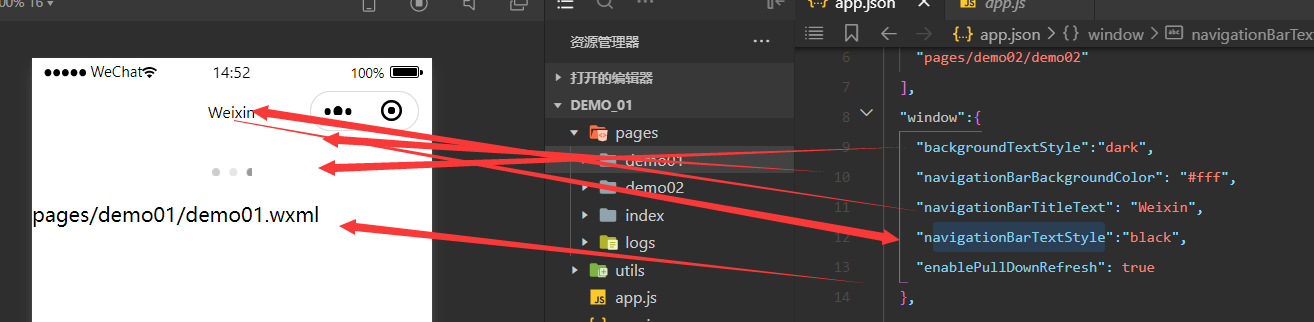 00% 16
WeChat
14:52
100%
Weixin
pages/demo01/demo01.wxml
资源管理器
打开的编辑器
DEMO_01
pages
demo01
demo02
index
logs
utils
app.js
app.json
app.js
app.json > { } window > navigationBarText
6 "pages/demo02/demo02"
7 ],
8 "window":{
9 "backgroundTextStyle":"dark",
10 "navigationBarBackgroundColor": "#fff",
11 "navigationBarTitleText": "Weixin",
12 "navigationBarTextStyle":"black",
13 "enablePullDownRefresh": true
14 },